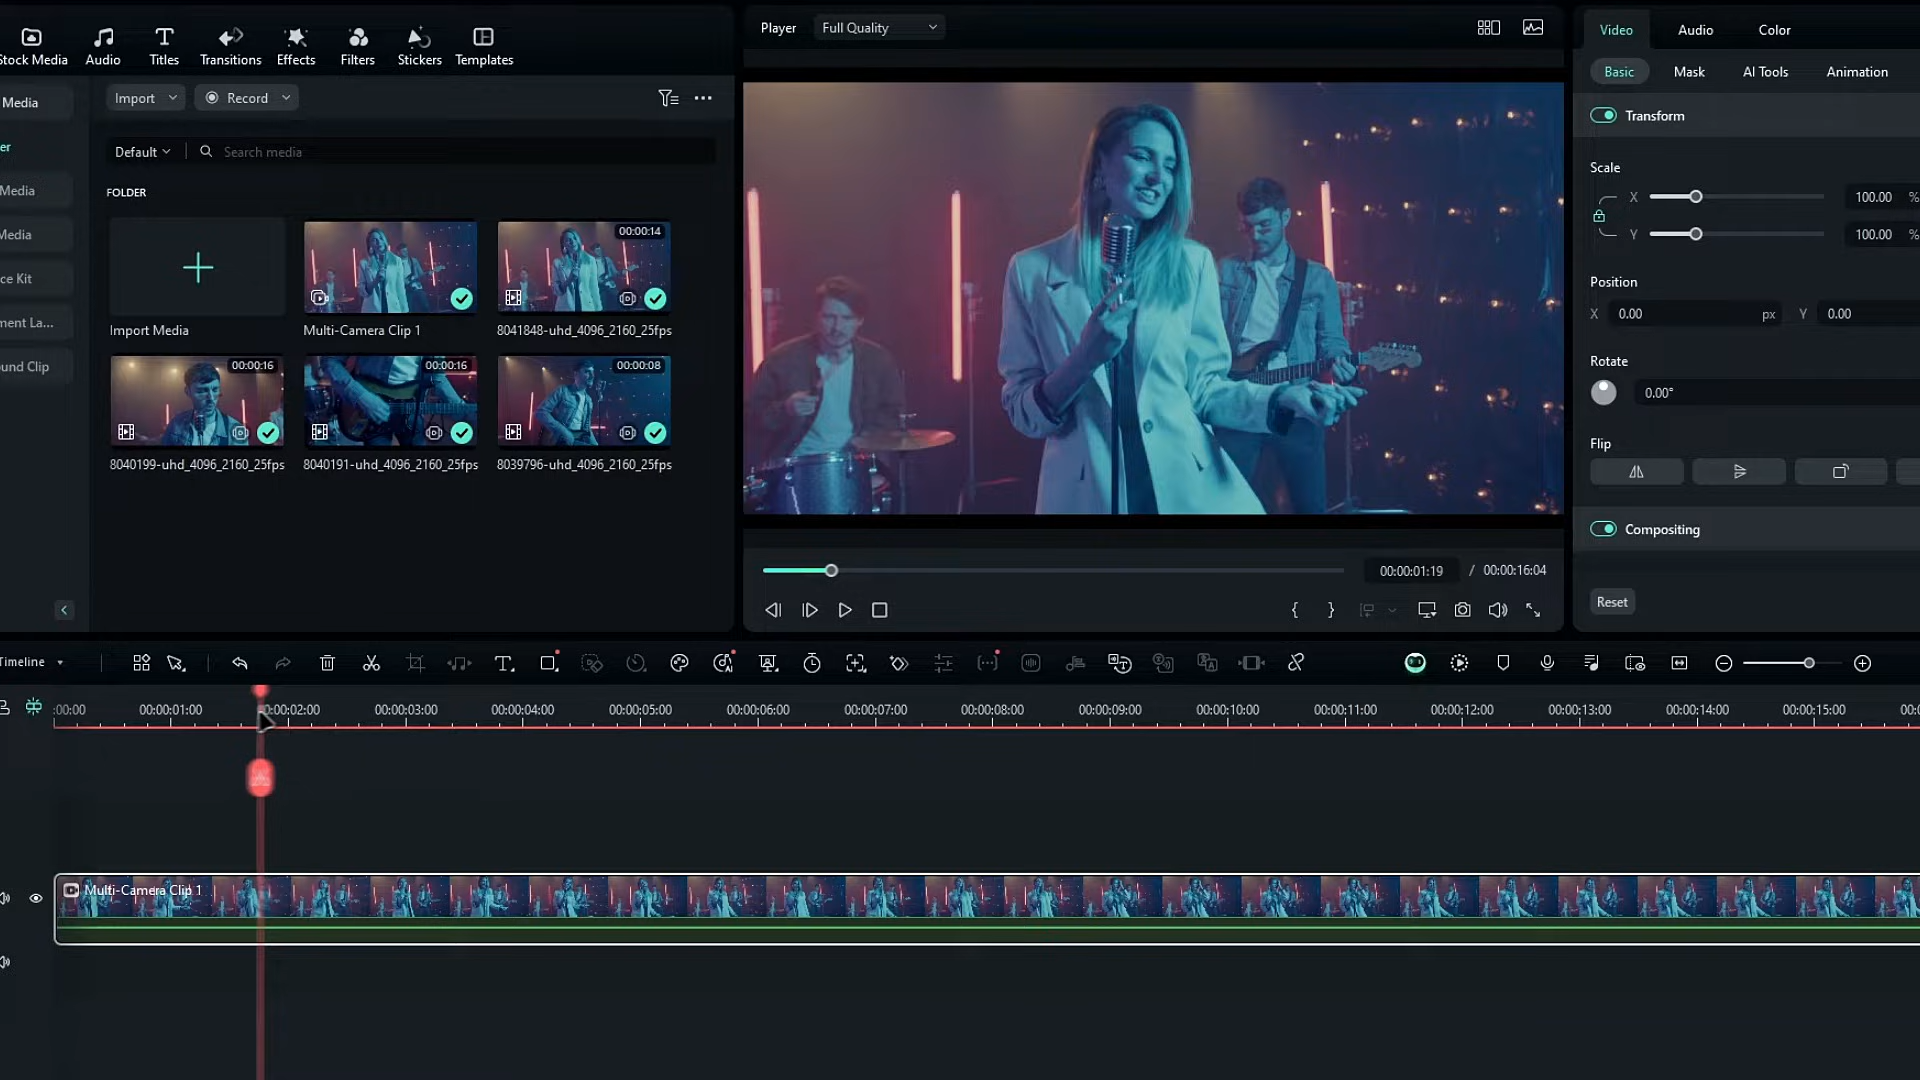 Stock Media Audio Titles Transitions Effects Filters Stickers Templates
Media
er
Media
Media
ce Kit
ment La...
und Clip
Import Record
Default Search media
FOLDER
00:00:14
Import Media Multi-Camera Clip 1 8041848-uhd_4096_2160_25fps
00:00:16 00:00:16 00:00:08
8040199-uhd_4096_2160_25fps 8040191-uhd_4096_2160_25fps 8039796-uhd_4096_2160_25fps
Player Full Quality
00:00:01:19 / 00:00:16:04
{ }
Video Audio Color
Basic Mask AI Tools Animation
Transform
Scale
X 100.00 %
Y 100.00 %
Position
X 0.00 px Y 0.00
Rotate
0.00°
Flip
Compositing
Reset
Timeline
:00:00 00:00:01:00 00:00:02:00 00:00:03:00 00:00:04:00 00:00:05:00 00:00:06:00 00:00:07:00 00:00:08:00 00:00:09:00 00:00:10:00 00:00:11:00 00:00:12:00 00:00:13:00 00:00:14:00 00:00:15:00 00:0
Multi-Camera Clip 1